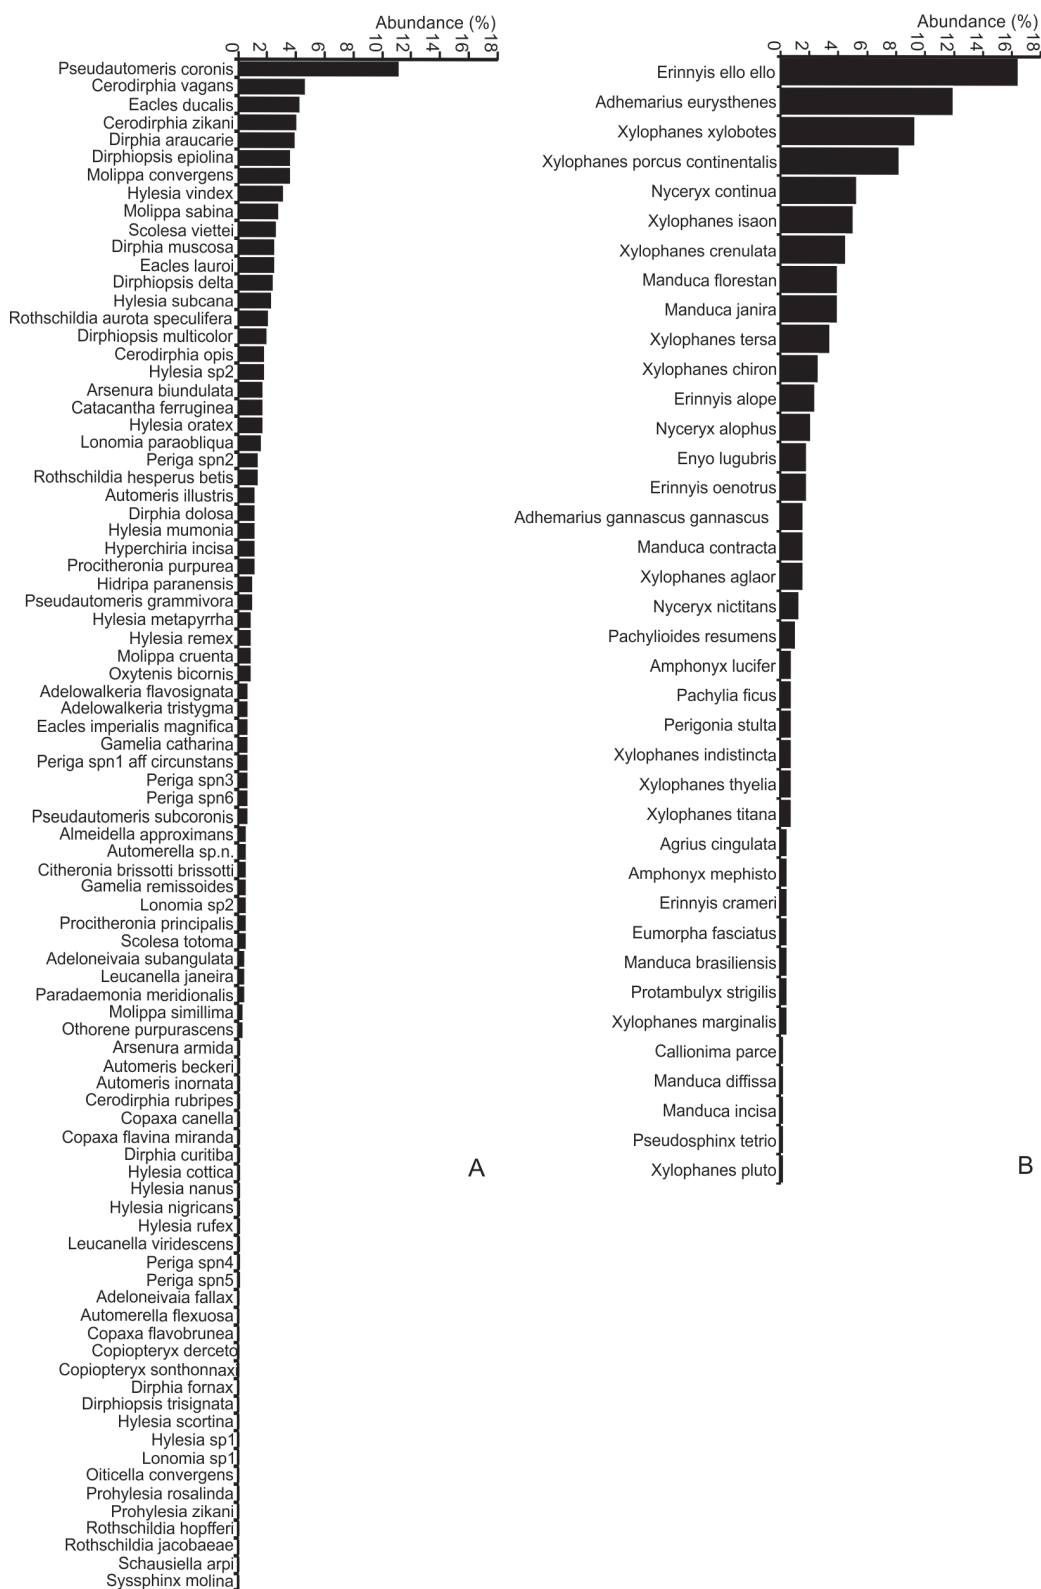 Abundance (%)
0 2 4 6 8 10 12 14 16 18
Pseudautomeris coronis
Cerodirphia vagans
Eacles ducalis
Cerodirphia zikani
Dirphia araucarie
Dirphiopsis epiolina
Molippa convergens
Hylesia vindex
Molippa sabina
Scolesa viettei
Dirphia muscosa
Eacles lauroi
Dirphiopsis delta
Hylesia subcana
Rothschildia aurota speculifera
Dirphiopsis multicolor
Cerodirphia opis
Hylesia sp2
Arsenura biundulata
Catacantha ferruginea
Hylesia oratex
Lonomia paraobliqua
Periga spn2
Rothschildia hesperus betis
Automeris illustris
Dirphia dolosa
Hylesia mumonia
Hyperchiria incisa
Procitheronia purpurea
Hidripa paranensis
Pseudautomeris grammivora
Hylesia metapyrrha
Hylesia remex
Molippa cruenta
Oxytenis bicornis
Adelowalkeria flavosignata
Adelowalkeria tristygma
Eacles imperialis magnifica
Gamelia catharina
Periga spn1 aff circunstans
Periga spn3
Periga spn6
Pseudautomeris subcoronis
Almeidella approximans
Automerella sp.n.
Citheronia brissotti brissotti
Gamelia remissoides
Lonomia sp2
Procitheronia principalis
Scolesa totoma
Adeloneivaia subangulata
Leucanella janeira
Paradaemonia meridionalis
Molippa simillima
Othorene purpurascens
Arsenura armida
Automeris beckeri
Automeris inornata
Cerodirphia rubripes
Copaxa canella
Copaxa flavina miranda
Dirphia curitiba
Hylesia cottica
Hylesia nanus
Hylesia nigricans
Hylesia rufex
Leucanella viridescens
Periga spn4
Periga spn5
Adeloneivaia fallax
Automerella flexuosa
Copaxa flavobrunea
Copiopteryx derceto
Copiopteryx sonthonnaxi
Dirphia fornax
Dirphiopsis trisignata
Hylesia scortina
Hylesia sp1
Lonomia sp1
Oiticella convergens
Prohylesia rosalinda
Prohylesia zikani
Rothschildia hopfferi
Rothschildia jacobaeae
Schausiella arpi
Syssphinx molina
A
Abundance (%)
0 2 4 6 8 10 12 14 16 18
Erinnyis ello ello
Adhemarius eurysthenes
Xylophanes xylobotes
Xylophanes porcus continentalis
Nyceryx continua
Xylophanes isaon
Xylophanes crenulata
Manduca florestan
Manduca janira
Xylophanes tersa
Xylophanes chiron
Erinnyis alope
Nyceryx alophus
Enyo lugubris
Erinnyis oenotrus
Adhemarius gannascus gannascus
Manduca contracta
Xylophanes aglaor
Nyceryx nictitans
Pachylioides resumens
Amphonyx lucifer
Pachylia ficus
Perigonia stulta
Xylophanes indistincta
Xylophanes thyelia
Xylophanes titana
Agrius cingulata
Amphonyx mephisto
Erinnyis crameri
Eumorpha fasciatus
Manduca brasiliensis
Protambulyx strigilis
Xylophanes marginalis
Callionima parce
Manduca diffissa
Manduca incisa
Pseudosphinx tetrio
Xylophanes pluto
B